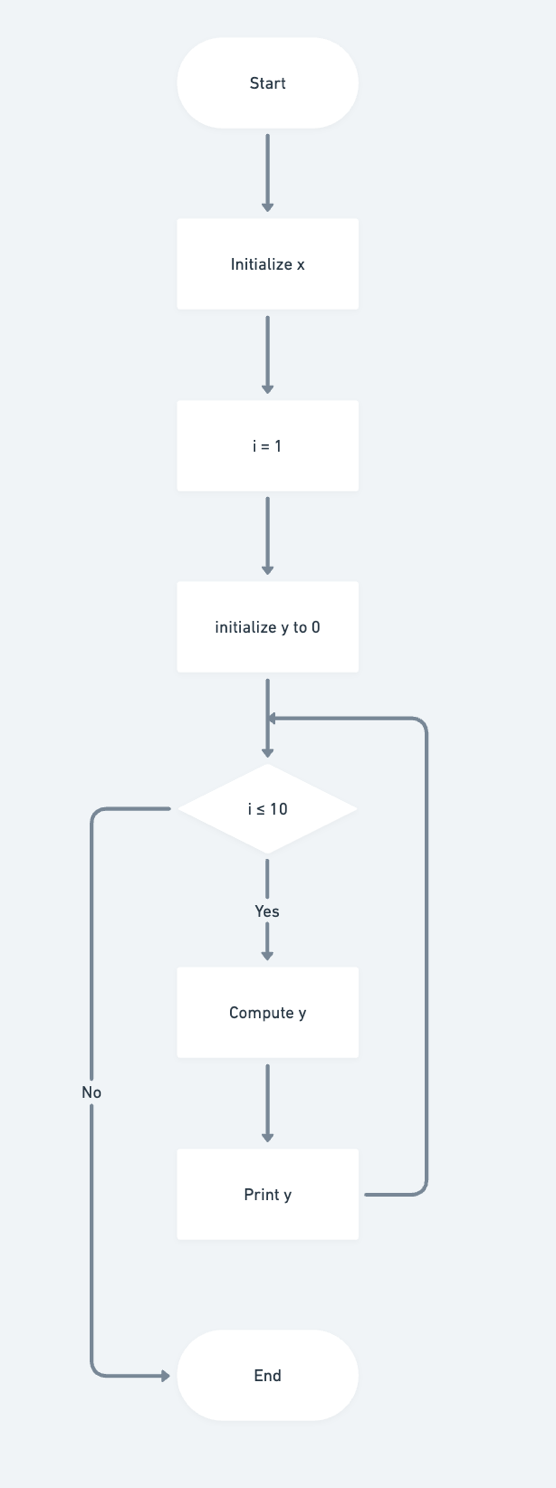 Start
Initialize x
i = 1
initialize y to 0
i ≤ 10
Yes
Compute y
No
Print y
End